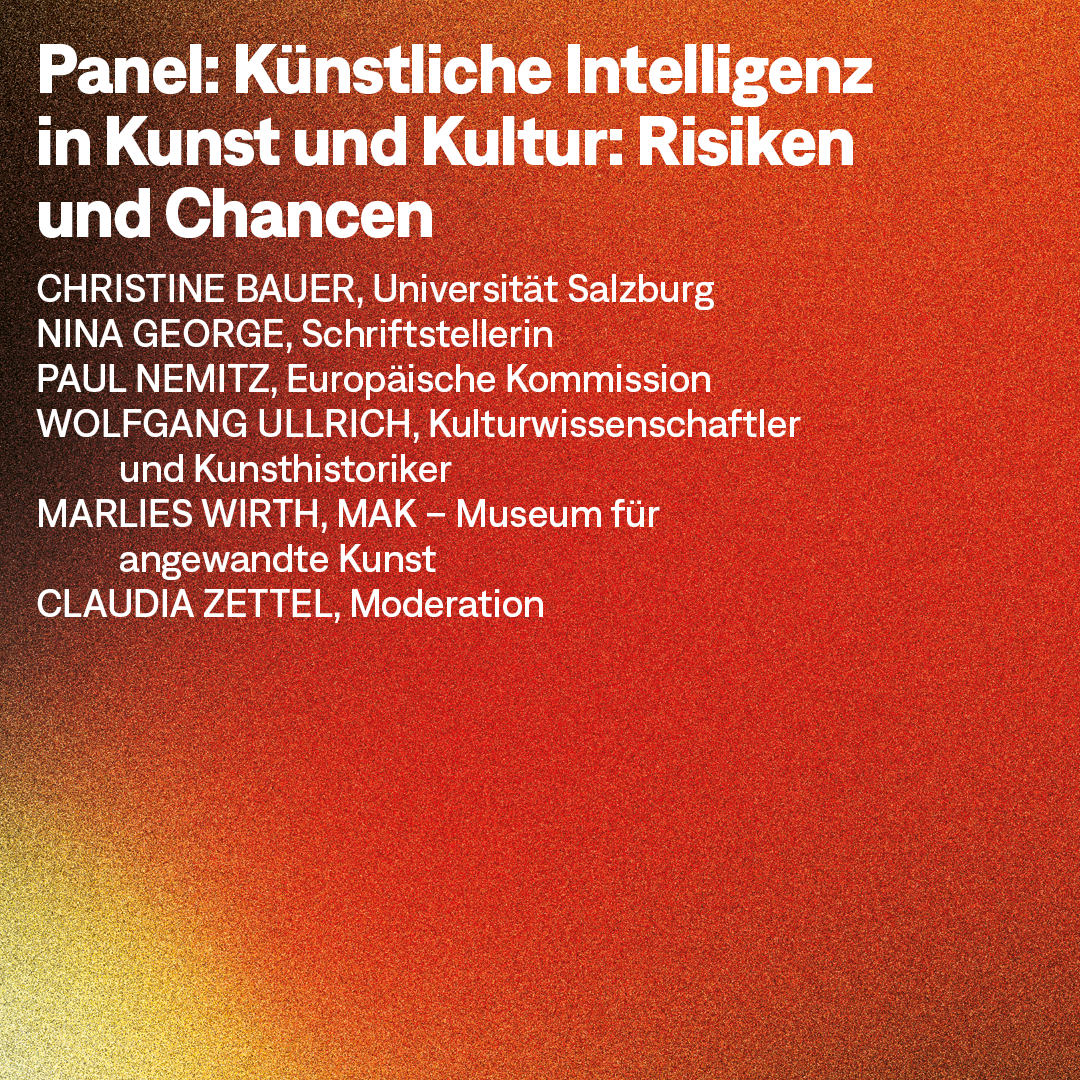 Panel: Künstliche Intelligenz
in Kunst und Kultur: Risiken
und Chancen
CHRISTINE BAUER, Universität Salzburg
NINA GEORGE, Schriftstellerin
PAUL NEMITZ, Europäische Kommission
WOLFGANG ULLRICH, Kulturwissenschaftler
und Kunsthistoriker
MARLIES WIRTH, MAK – Museum für
angewandte Kunst
CLAUDIA ZETTEL, Moderation